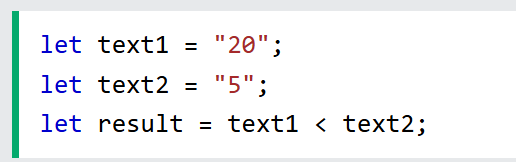 let text1 = "20";
let text2 = "5";
let result = text1 < text2;